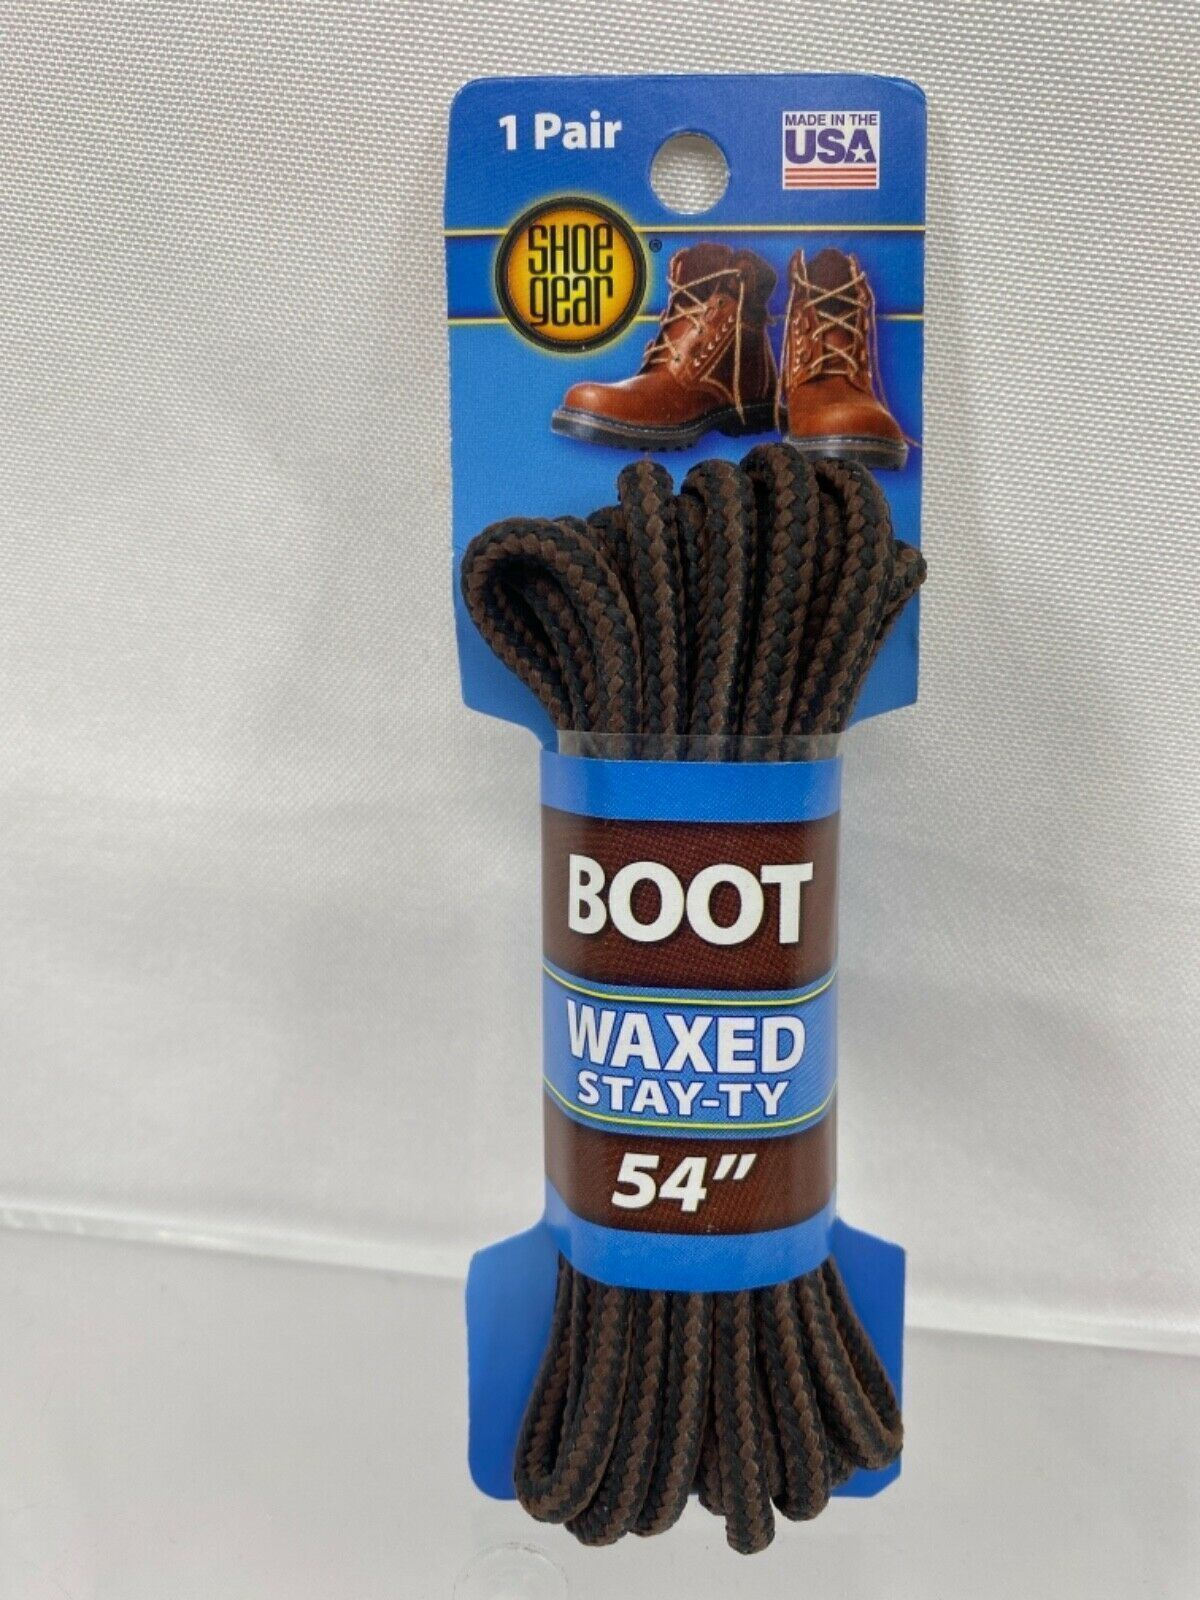 1 Pair
MADE IN THE
USA
SHOE
gear
®
BOOT
WAXED
STAY-TY
54"